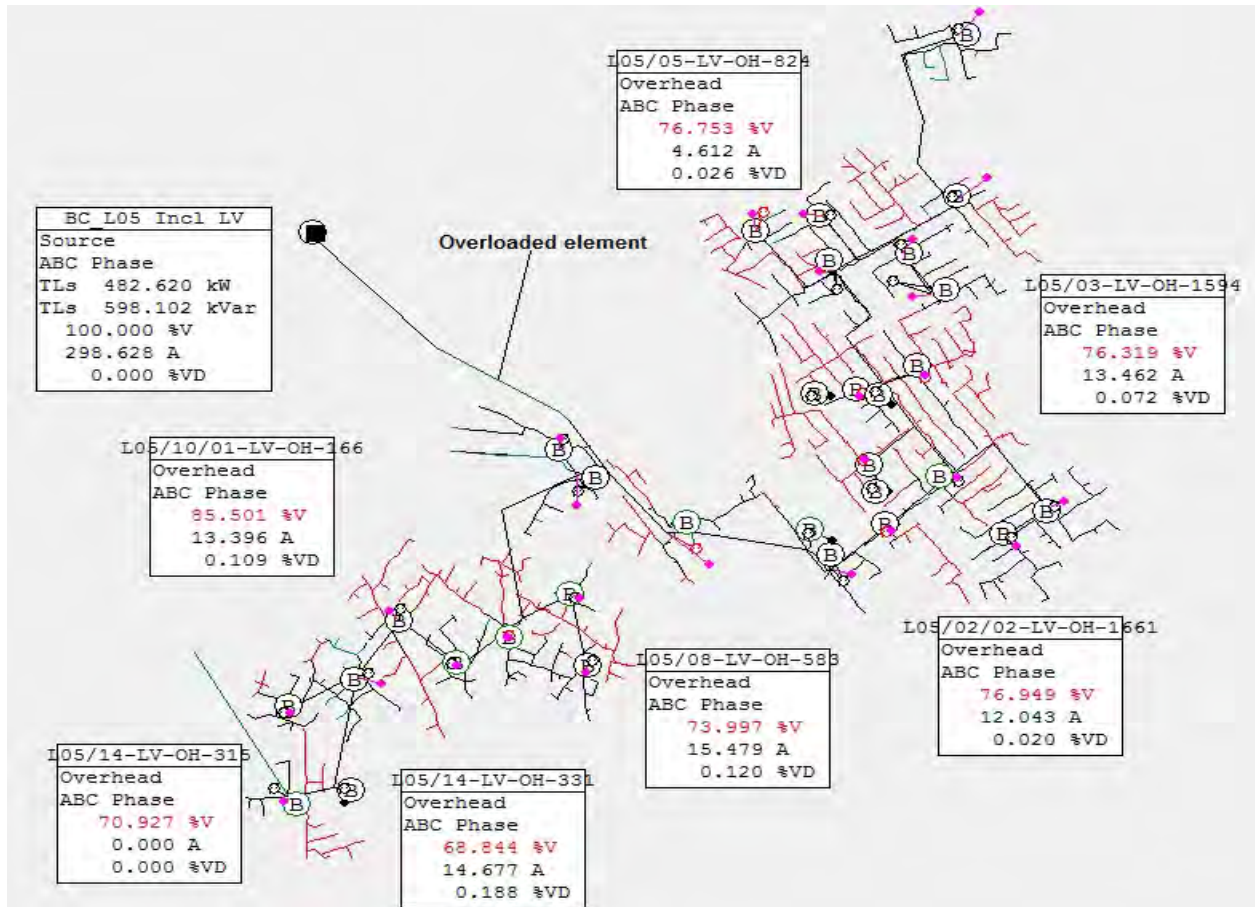 L05/05-LV-OH-824
Overhead
ABC Phase
76.753 %V
4.612 A
0.026 %VD
BC_L05 Incl LV
Source
ABC Phase
TLs 482.620 kW
TLs 598.102 kVar
100.000 %V
298.628 A
0.000 %VD
Overloaded element
L05/03-LV-OH-1594
Overhead
ABC Phase
76.319 %V
13.462 A
0.072 %VD
L05/10/01-LV-OH-166
Overhead
ABC Phase
85.501 %V
13.396 A
0.109 %VD
L05/02/02-LV-OH-1661
Overhead
ABC Phase
76.949 %V
12.043 A
0.020 %VD
L05/08-LV-OH-583
Overhead
ABC Phase
73.997 %V
15.479 A
0.120 %VD
L05/14-LV-OH-315
Overhead
ABC Phase
70.927 %V
0.000 A
0.000 %VD
L05/14-LV-OH-331
Overhead
ABC Phase
68.844 %V
14.677 A
0.188 %VD